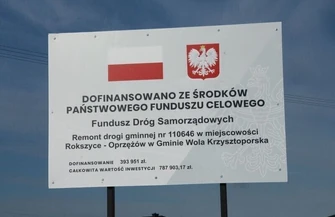 DOFINANSOWANO ZE ŚRODKÓW
PAŃSTWOWEGO FUNDUSZU CELOWEGO
Fundusz Dróg Samorządowych
Remont drogi gminnej nr 110646 w miejscowości
Rokszyce - Oprzężów w Gminie Wola Krzysztoporska
DOFINANSOWANIE 393 951 zł.
CAŁKOWITA WARTOŚĆ INWESTYCJI 787 903,17 zł.